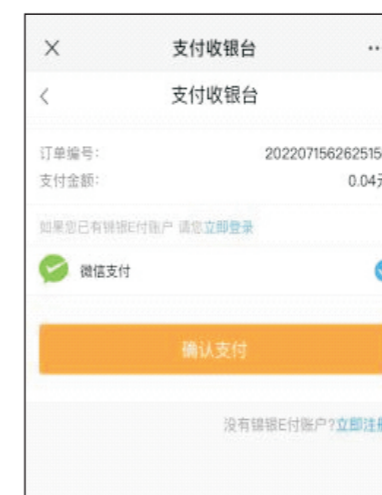 支付收银台
支付收银台
订单编号: 2022071562625156
支付金额: 0.04元
如果您已有锦银E付账户 请您立即登录
微信支付
确认支付
没有锦银E付账户?立即注册